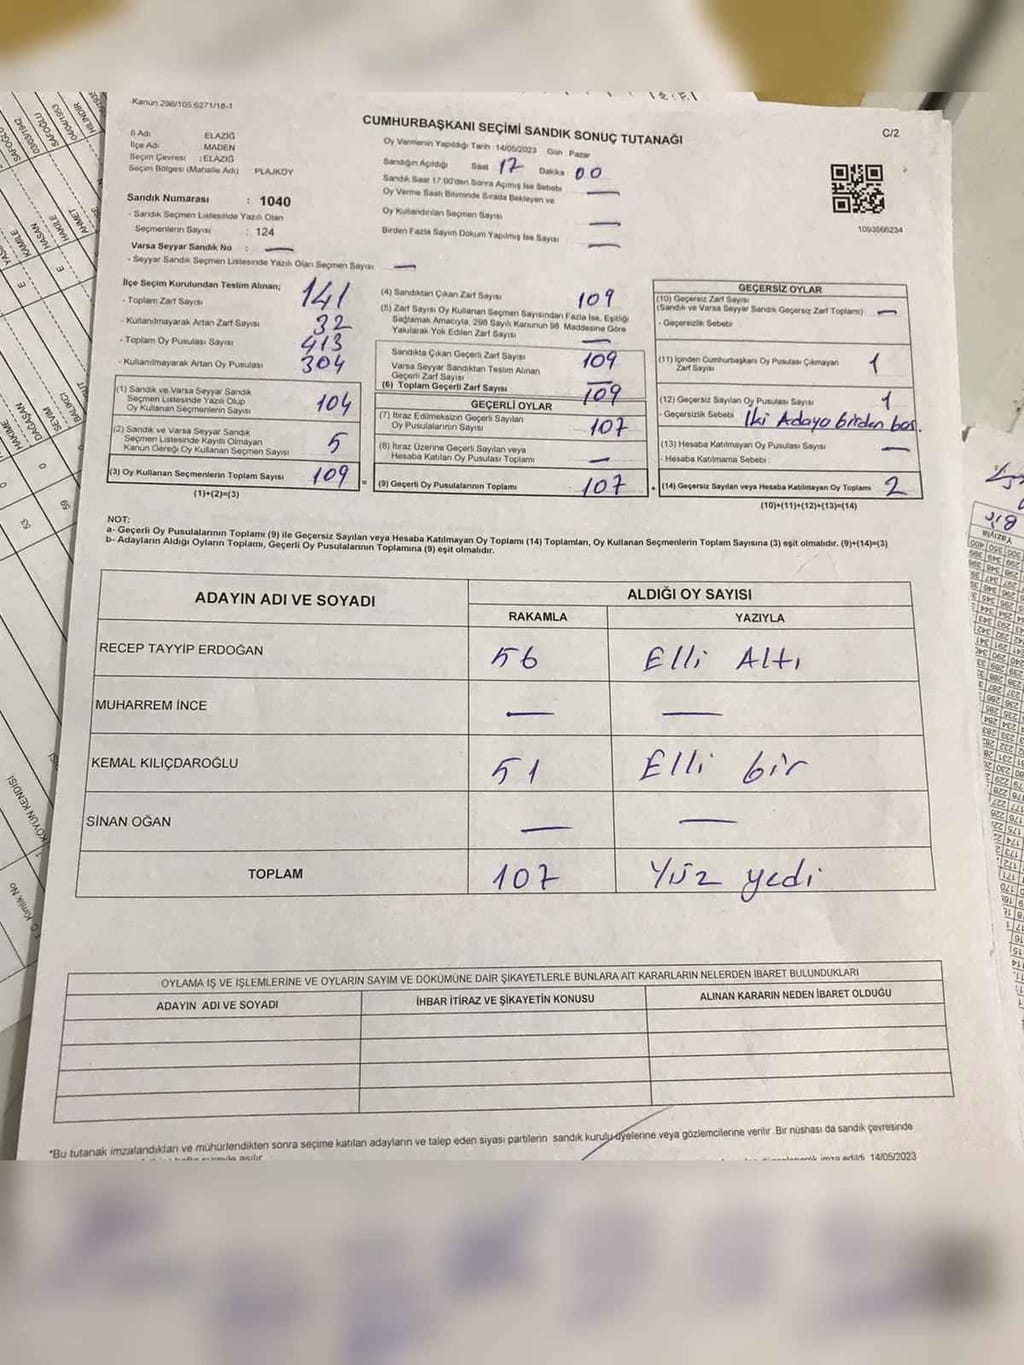 Kanun:298/105,6271/18-1
CUMHURBAŞKANI SEÇİMİ SANDIK SONUÇ TUTANAĞI
C/2
İl Adı ELAZIĞ
İlçe Adı MADEN
Seçim Çevresi : ELAZIĞ
Seçim Bölgesi (Mahalle Adı) PLAJKÖY
Sandık Numarası : 1040
- Sandık Seçmen Listesinde Yazılı Olan
Seçmenlerin Sayısı : 124
Varsa Seyyar Sandık No : —
- Seyyar Sandık Seçmen Listesinde Yazılı Olan Seçmen Sayısı —
Oy Vermenin Yapıldığı Tarih :14/05/2023 Gün : Pazar
Sandığın Açıldığı Saat 17 Dakika 00
Sandık Saat 17:00'den Sonra Açılmış İse Sebebi —
Oy Verme Saati Bitiminde Sırada Bekleyen ve
Oy Kullandırılan Seçmen Sayısı —
Birden Fazla Sayım Döküm Yapılmış İse Sayısı —
1093566234
İlçe Seçim Kurulundan Teslim Alınan;
- Toplam Zarf Sayısı 141
- Kullanılmayarak Artan Zarf Sayısı 32
- Toplam Oy Pusulası Sayısı 413
- Kullanılmayarak Artan Oy Pusulası 304
(1) Sandık ve Varsa Seyyar Sandık
Seçmen Listesinde Yazılı Olup
Oy Kullanan Seçmenlerin Sayısı 104
(2) Sandık ve Varsa Seyyar Sandık
Seçmen Listesinde Kayıtlı Olmayan
Kanun Gereği Oy Kullanan Seçmen Sayısı 5
(3) Oy Kullanan Seçmenlerin Toplam Sayısı 109 =
(1)+(2)=(3)
(4) Sandıktan Çıkan Zarf Sayısı 109
(5) Zarf Sayısı Oy Kullanan Seçmen Sayısından Fazla İse, Eşitliği
Sağlamak Amacıyla, 298 Sayılı Kanunun 98. Maddesine Göre
Yakılarak Yok Edilen Zarf Sayısı —
Sandıkta Çıkan Geçerli Zarf Sayısı 109
Varsa Seyyar Sandıktan Teslim Alınan
Geçerli Zarf Sayısı —
(6) Toplam Geçerli Zarf Sayısı 109
GEÇERLİ OYLAR
(7) İtiraz Edilmeksizin Geçerli Sayılan
Oy Pusulalarının Sayısı 107
(8) İtiraz Üzerine Geçerli Sayılan veya
Hesaba Katılan Oy Pusulası Toplamı —
(9) Geçerli Oy Pusulalarının Toplamı 107 +
GEÇERSİZ OYLAR
(10) Geçersiz Zarf Sayısı
(Sandık ve Varsa Seyyar Sandık Geçersiz Zarf Toplamı) —
- Geçersizlik Sebebi
(11) İçinden Cumhurbaşkanı Oy Pusulası Çıkmayan
Zarf Sayısı 1
(12) Geçersiz Sayılan Oy Pusulası Sayısı 1
- Geçersizlik Sebebi İki Adaya birden bas.
(13) Hesaba Katılmayan Oy Pusulası Sayısı —
- Hesaba Katılmama Sebebi :
(14) Geçersiz Sayılan veya Hesaba Katılmayan Oy Toplamı 2
(10)+(11)+(12)+(13)=(14)
NOT:
a- Geçerli Oy Pusulalarının Toplamı (9) ile Geçersiz Sayılan veya Hesaba Katılmayan Oy Toplamı (14) Toplamları, Oy Kullanan Seçmenlerin Toplam Sayısına (3) eşit olmalıdır. (9)+(14)=(3)
b- Adayların Aldığı Oyların Toplamı, Geçerli Oy Pusulalarının Toplamına (9) eşit olmalıdır.
ADAYIN ADI VE SOYADI
ALDIĞI OY SAYISI
RAKAMLA YAZIYLA
RECEP TAYYİP ERDOĞAN 56 Elli Altı
MUHARREM İNCE — —
KEMAL KILIÇDAROĞLU 51 Elli bir
SİNAN OĞAN — —
TOPLAM 107 Yüz yedi
OYLAMA İŞ VE İŞLEMLERİNE VE OYLARIN SAYIM VE DÖKÜMÜNE DAİR ŞİKAYETLERLE BUNLARA AİT KARARLARIN NELERDEN İBARET BULUNDUKLARI
ADAYIN ADI VE SOYADI İHBAR İTİRAZ VE ŞİKAYETİN KONUSU ALINAN KARARIN NEDEN İBARET OLDUĞU
*Bu tutanak imzalandıktan ve mühürlendikten sonra seçime katılan adayların ve talep eden siyasi partilerin sandık kurulu üyelerine veya gözlemcilerine verilir. Bir nüshası da sandık çevresinde
imza edildi. 14/05/2023